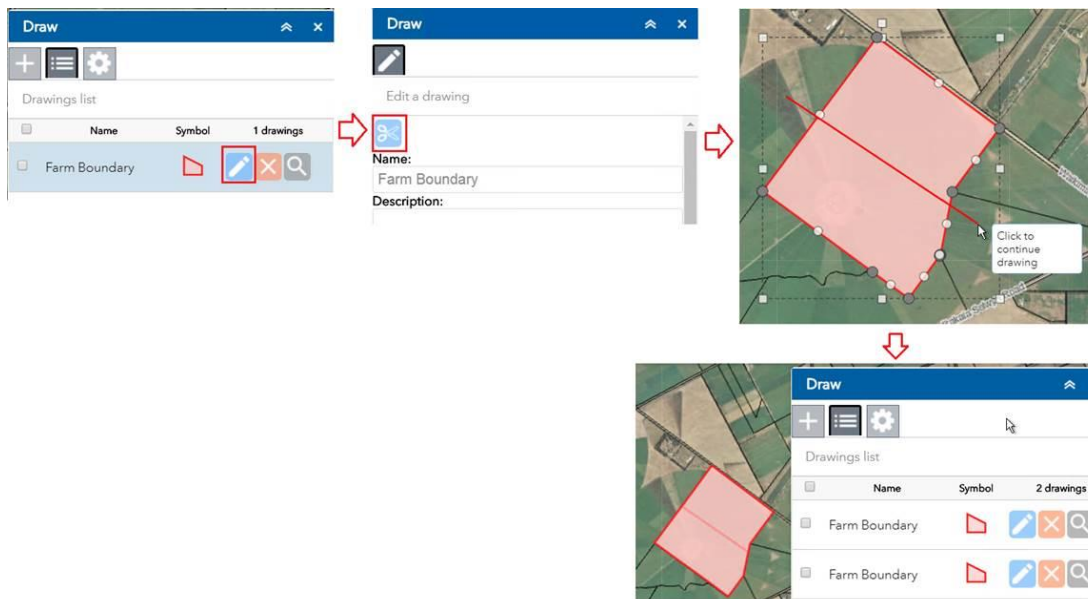 Draw
Drawings list
Name Symbol 1 drawings
Farm Boundary
Draw
Edit a drawing
Name:
Farm Boundary
Description:
Click to
continue
drawing
Road
Draw
Drawings list
Name Symbol 2 drawings
Farm Boundary
Farm Boundary